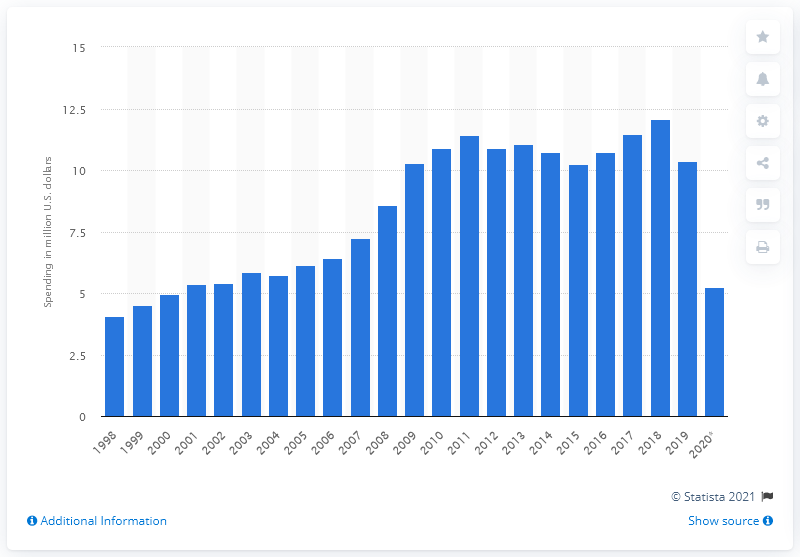 15
12.5
10
7.5
5
2.5
0
Spending in million U.S. dollars
1998 1999 2000 2001 2002 2003 2004 2005 2006 2007 2008 2009 2010 2011 2012 2013 2014 2015 2016 2017 2018 2019 2020*
© Statista 2021
Additional Information
Show source